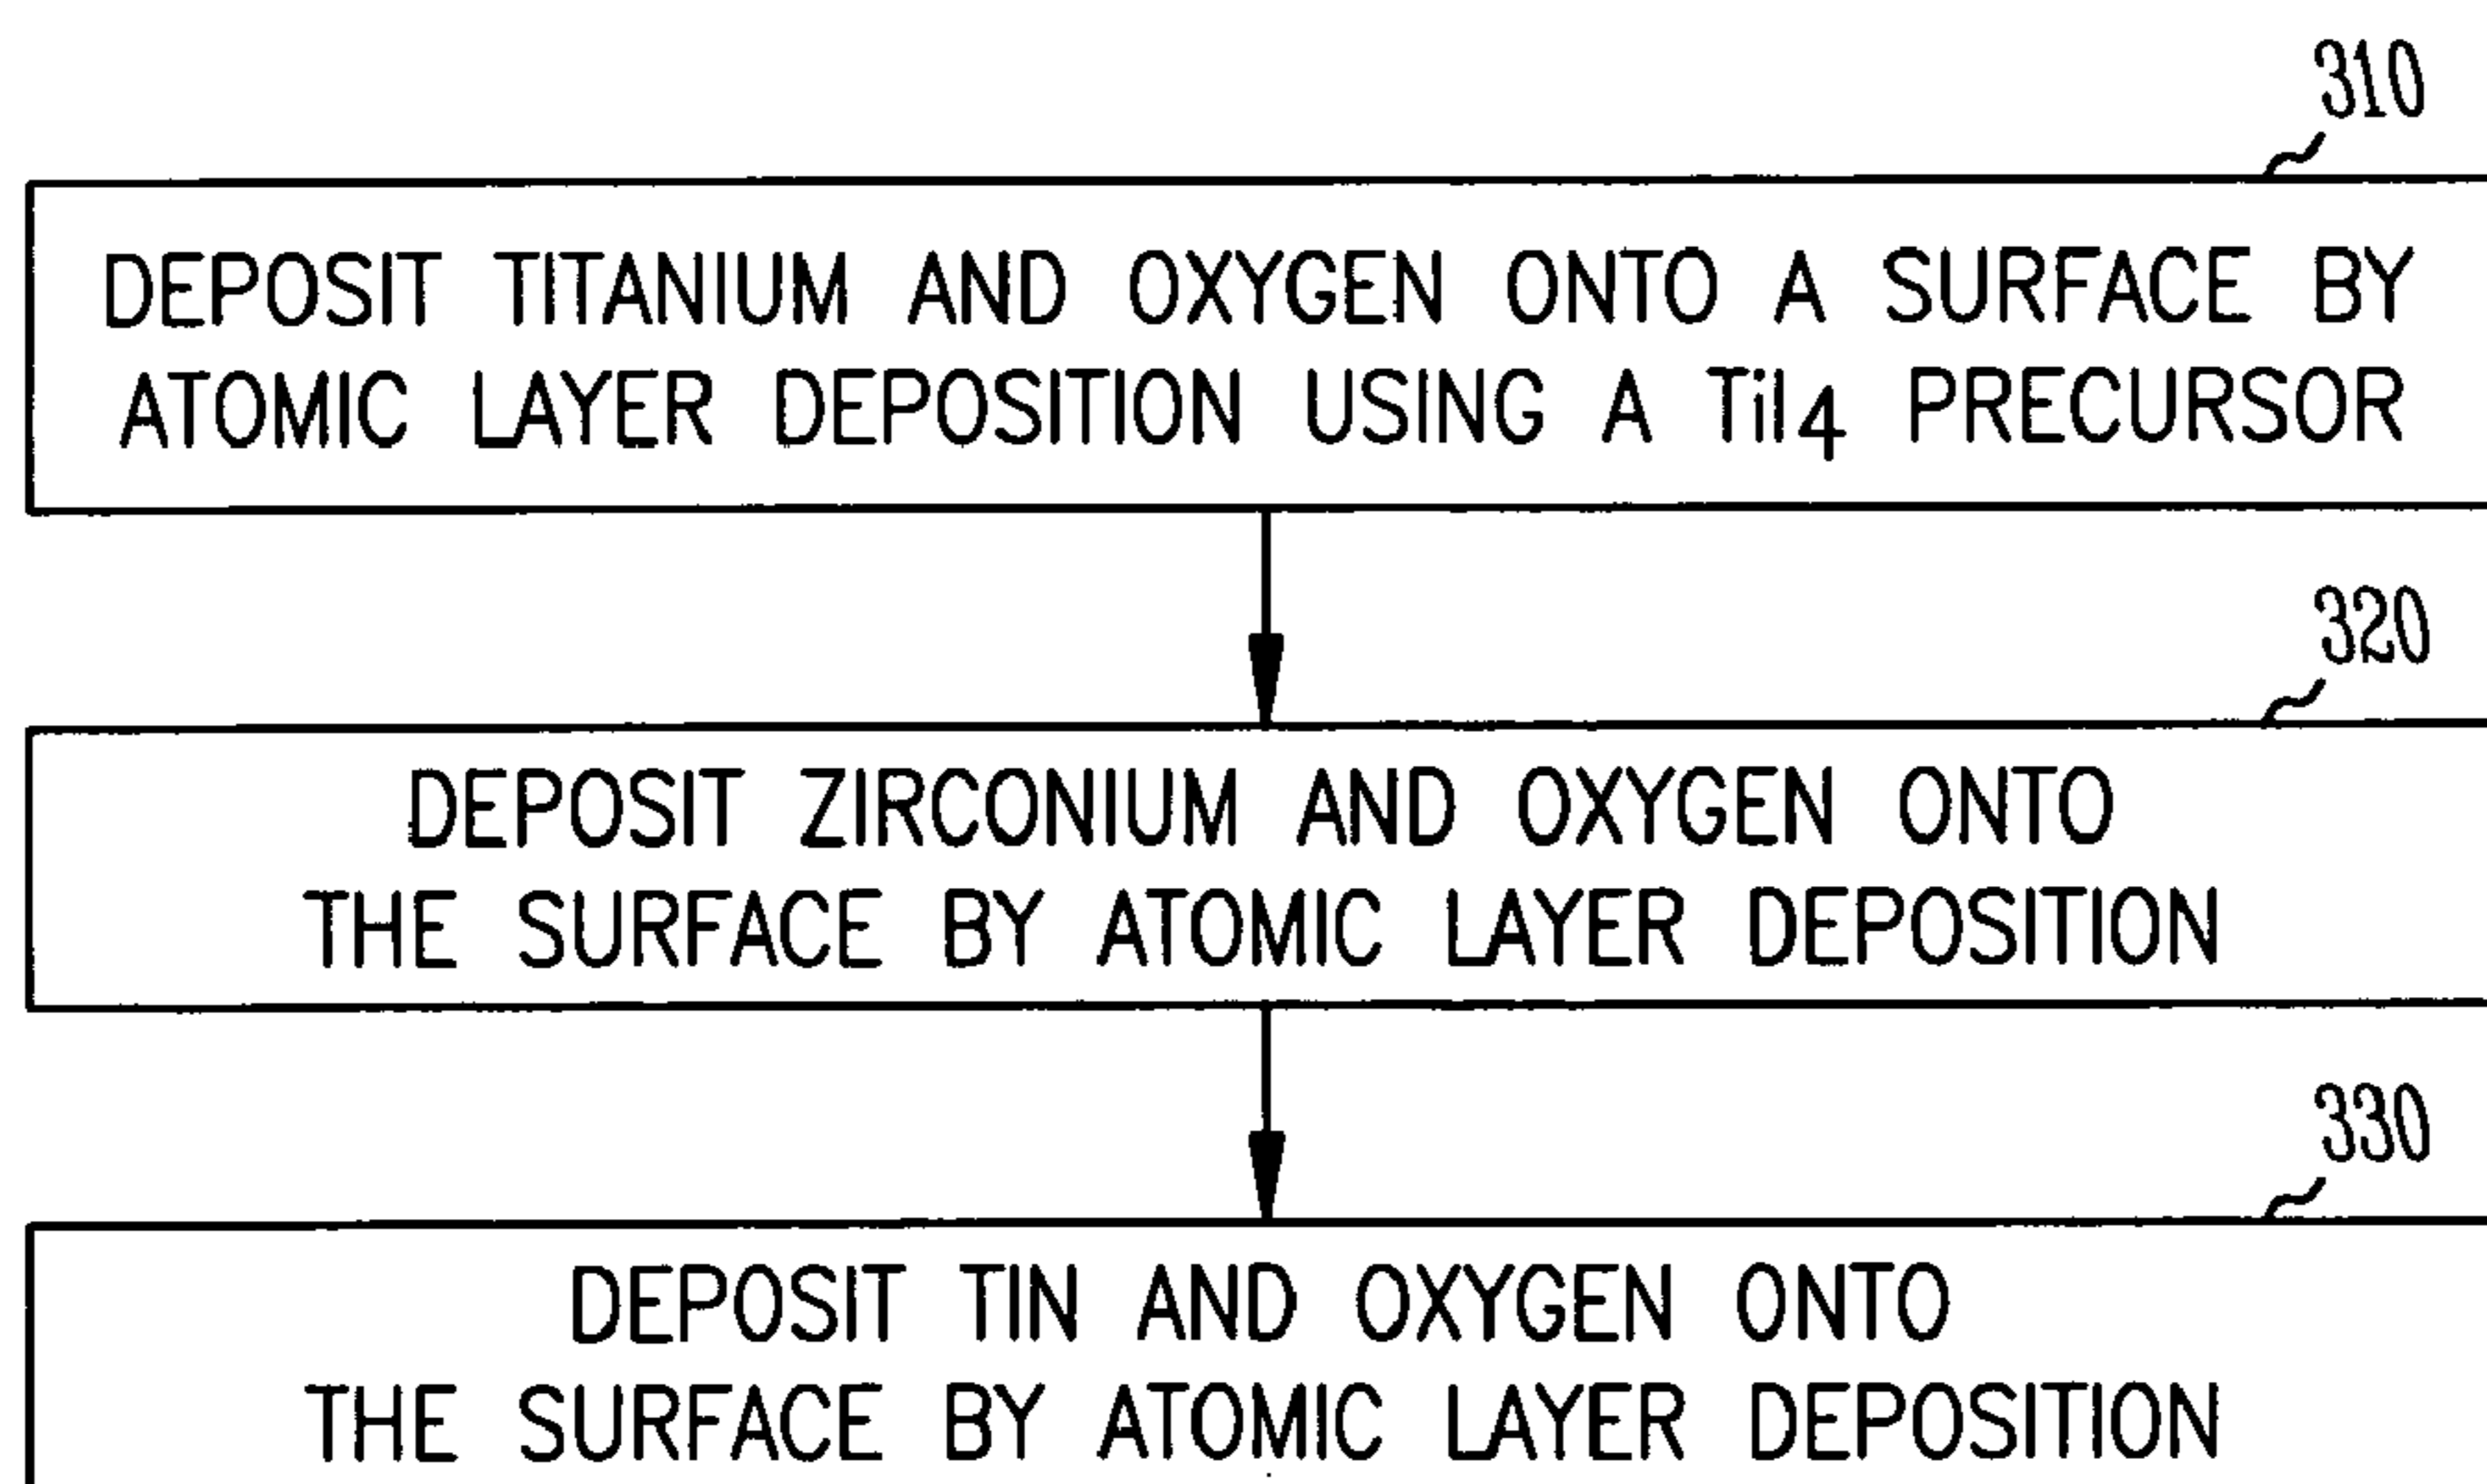 310
DEPOSIT TITANIUM AND OXYGEN ONTO A SURFACE BY
ATOMIC LAYER DEPOSITION USING A TiI4 PRECURSOR
320
DEPOSIT ZIRCONIUM AND OXYGEN ONTO
THE SURFACE BY ATOMIC LAYER DEPOSITION
330
DEPOSIT TIN AND OXYGEN ONTO
THE SURFACE BY ATOMIC LAYER DEPOSITION